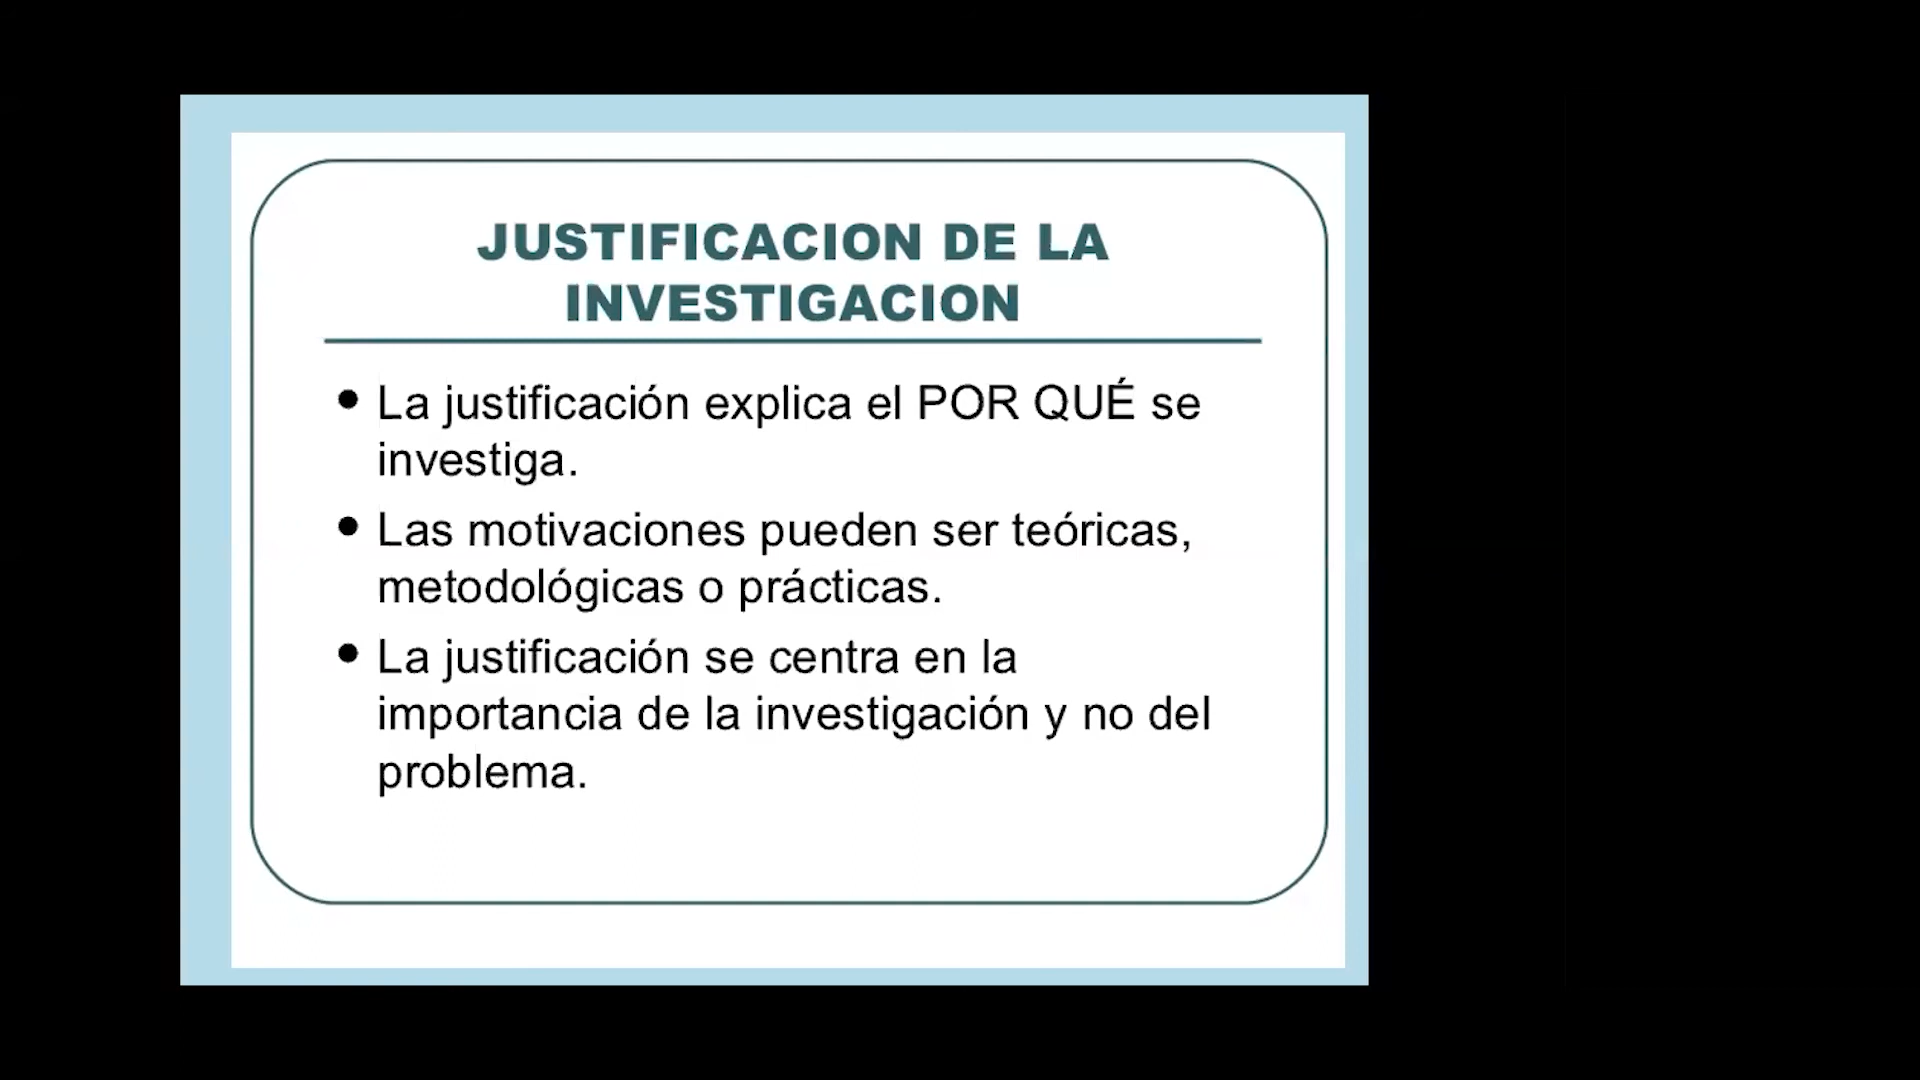 JUSTIFICACION DE LA
INVESTIGACION
• La justificación explica el POR QUÉ se
investiga.
• Las motivaciones pueden ser teóricas,
metodológicas o prácticas.
• La justificación se centra en la
importancia de la investigación y no del
problema.